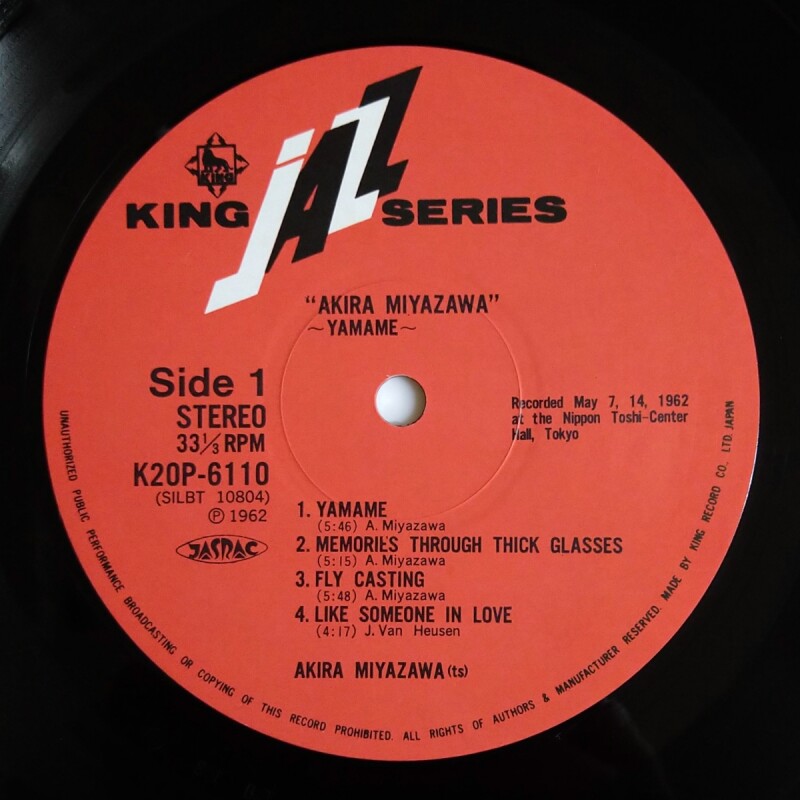 King
KING JAZZ SERIES
"AKIRA MIYAZAWA"
~YAMAME~
Side 1
STEREO
33⅓ RPM
K20P-6110
(SILBT 10804)
Ⓟ 1962
JASRAC
Recorded May 7, 14, 1962
at the Nippon Toshi-Center
Hall, Tokyo
1. YAMAME
(5:46) A. Miyazawa
2. MEMORIES THROUGH THICK GLASSES
(5:15) A. Miyazawa
3. FLY CASTING
(5:48) A. Miyazawa
4. LIKE SOMEONE IN LOVE
(4:17) J. Van Heusen
AKIRA MIYAZAWA (ts)
UNAUTHORIZED PUBLIC PERFORMANCE BROADCASTING OR COPYING OF THIS RECORD PROHIBITED. ALL RIGHTS OF AUTHORS & MANUFACTURER RESERVED. MADE BY KING RECORD CO. LTD. JAPAN